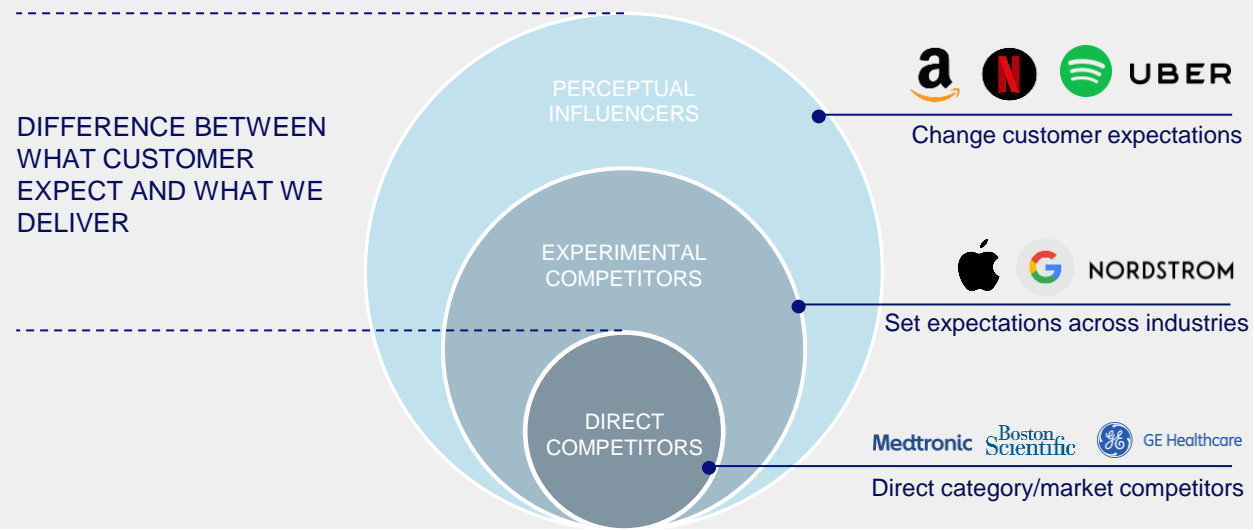 DIFFERENCE BETWEEN
WHAT CUSTOMER
EXPECT AND WHAT WE
DELIVER
PERCEPTUAL
INFLUENCERS
a N UBER
Change customer expectations
EXPERIMENTAL
COMPETITORS
G NORDSTROM
Set expectations across industries
DIRECT
COMPETITORS
Medtronic Boston Scientific GE GE Healthcare
Direct category/market competitors